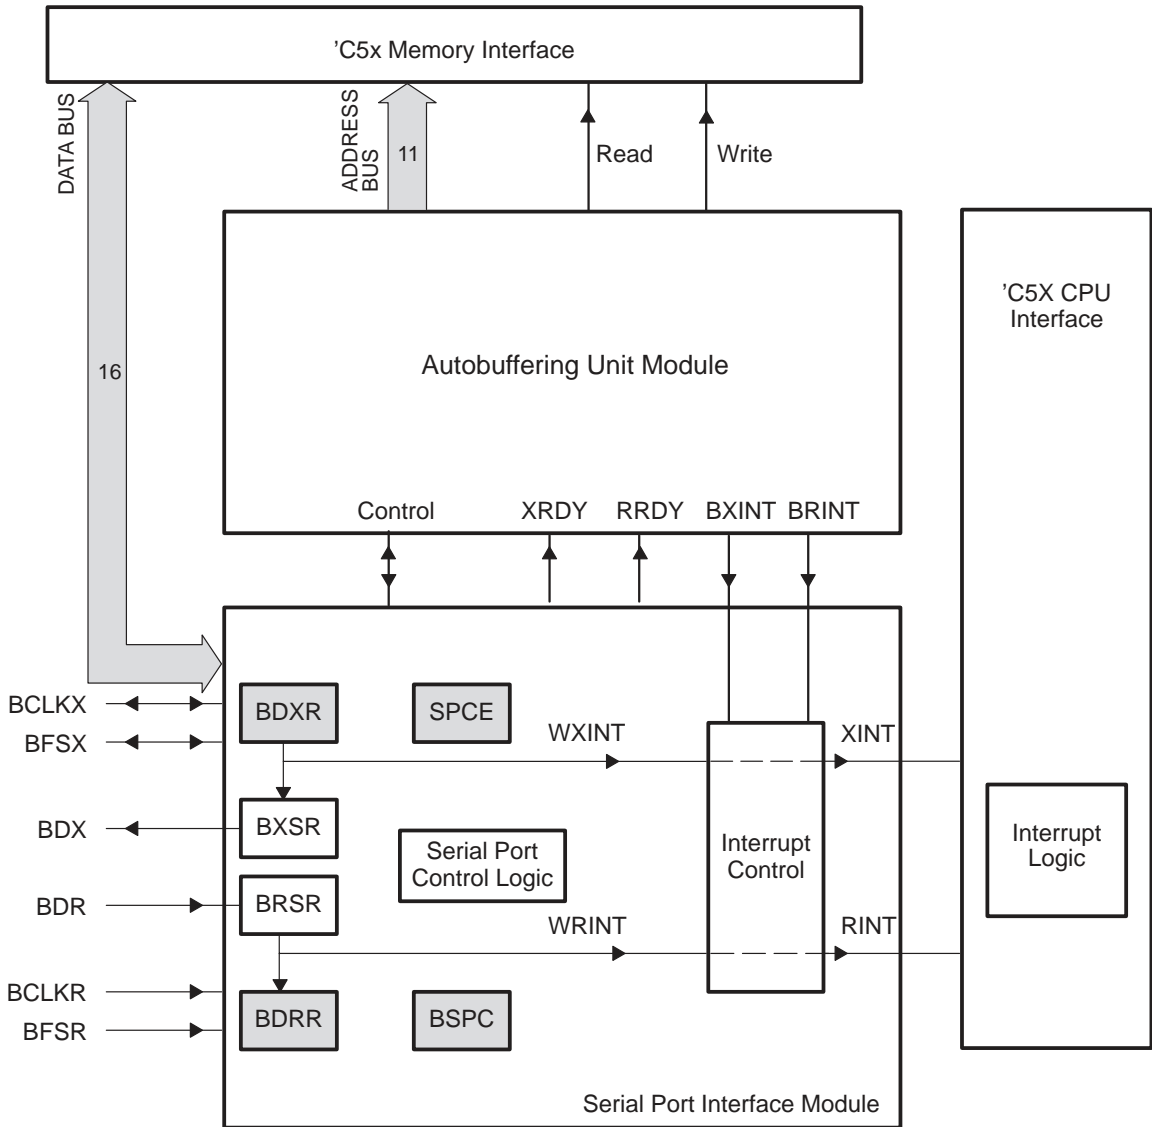 ’C5x Memory Interface
DATA BUS
ADDRESS
BUS
11
Read
Write
16
Autobuffering Unit Module
’C5X CPU
Interface
Control
XRDY
RRDY
BXINT
BRINT
BCLKX
BFSX
BDX
BDR
BCLKR
BFSR
BDXR
SPCE
WXINT
XINT
BXSR
Serial Port
Control Logic
Interrupt
Control
Interrupt
Logic
BRSR
WRINT
RINT
BDRR
BSPC
Serial Port Interface Module